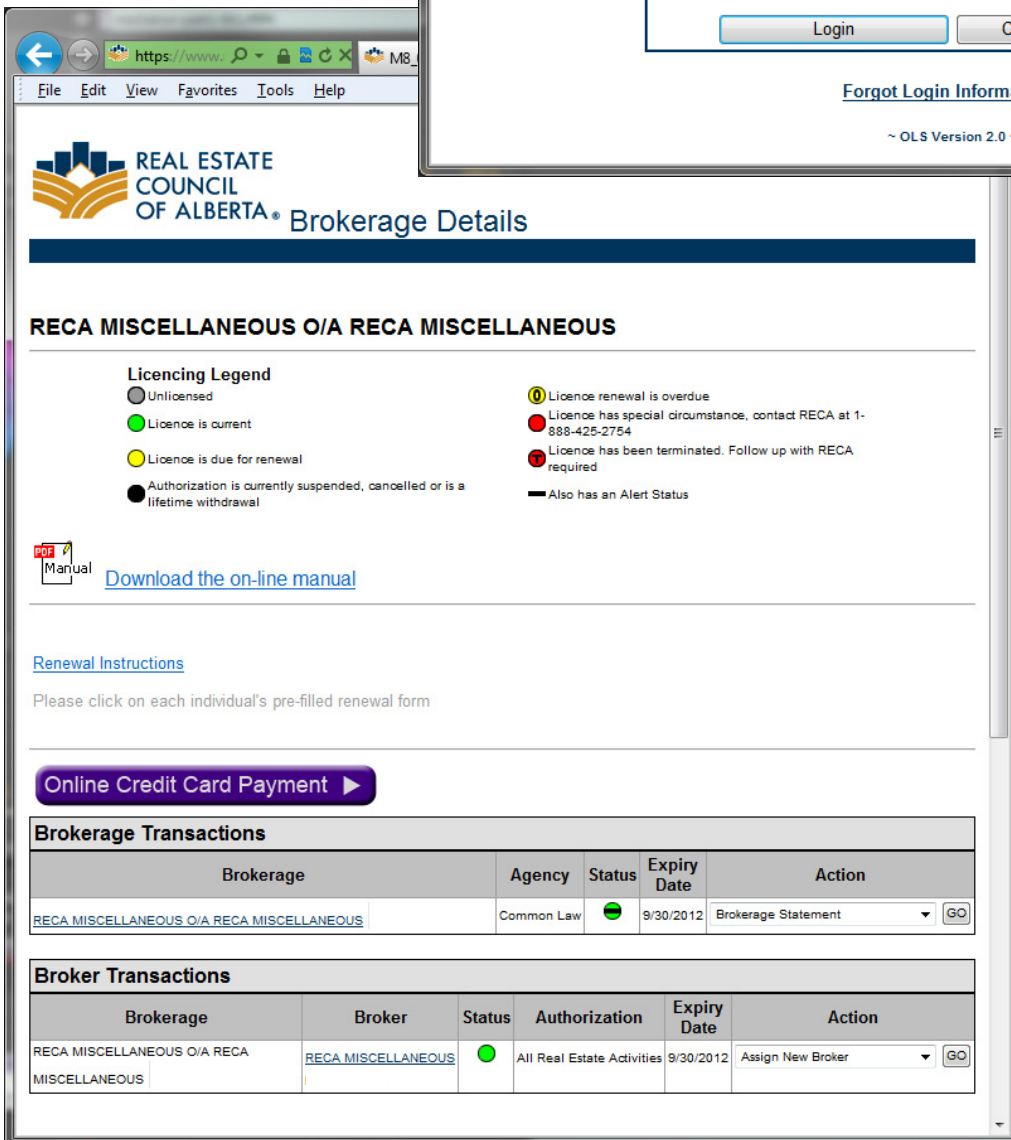 Login
Forgot Login
~ OLS Version 2.0
https://www.
File Edit View Favorites Tools Help
REAL ESTATE
COUNCIL
OF ALBERTA®
Brokerage Details
RECA MISCELLANEOUS O/A RECA MISCELLANEOUS
Licencing Legend
Unlicensed
Licence is current
Licence is due for renewal
Authorization is currently suspended, cancelled or is a
lifetime withdrawal
0 Licence renewal is overdue
Licence has special circumstance, contact RECA at 1-
888-425-2754
T Licence has been terminated. Follow up with RECA
required
Also has an Alert Status
PDF
Manual
Download the on-line manual
Renewal Instructions
Please click on each individual's pre-filled renewal form
Online Credit Card Payment
Brokerage Transactions
Brokerage Agency Status Expiry Date Action
RECA MISCELLANEOUS O/A RECA MISCELLANEOUS Common Law 9/30/2012 Brokerage Statement GO
Broker Transactions
Brokerage Broker Status Authorization Expiry Date Action
RECA MISCELLANEOUS O/A RECA
MISCELLANEOUS
RECA MISCELLANEOUS All Real Estate Activities 9/30/2012 Assign New Broker GO